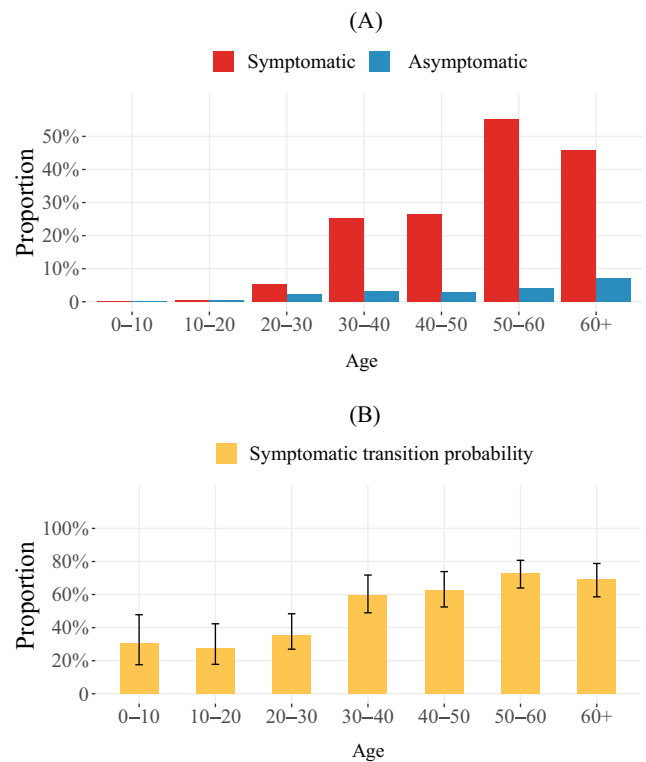 (A)
Symptomatic Asymptomatic
Proportion
50%
40%
30%
20%
10%
0
0–10 10–20 20–30 30–40 40–50 50–60 60+
Age
(B)
Symptomatic transition probability
Proportion
100%
80%
60%
40%
20%
0
0–10 10–20 20–30 30–40 40–50 50–60 60+
Age